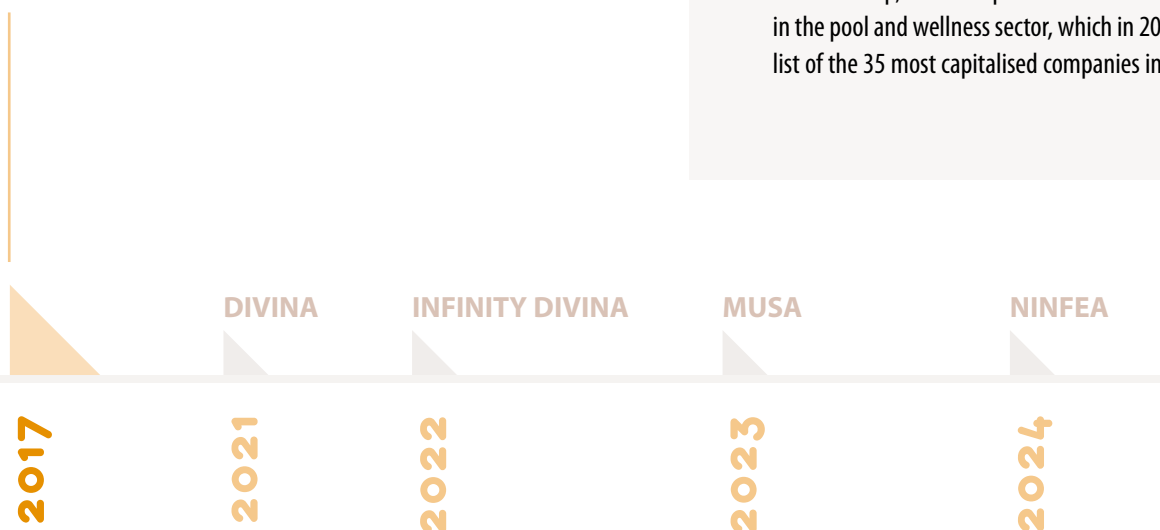 in the pool and wellness sector, which in 20
list of the 35 most capitalised companies in
DIVINA
INFINITY DIVINA
MUSA
NINFEA
2017
2021
2022
2023
2024